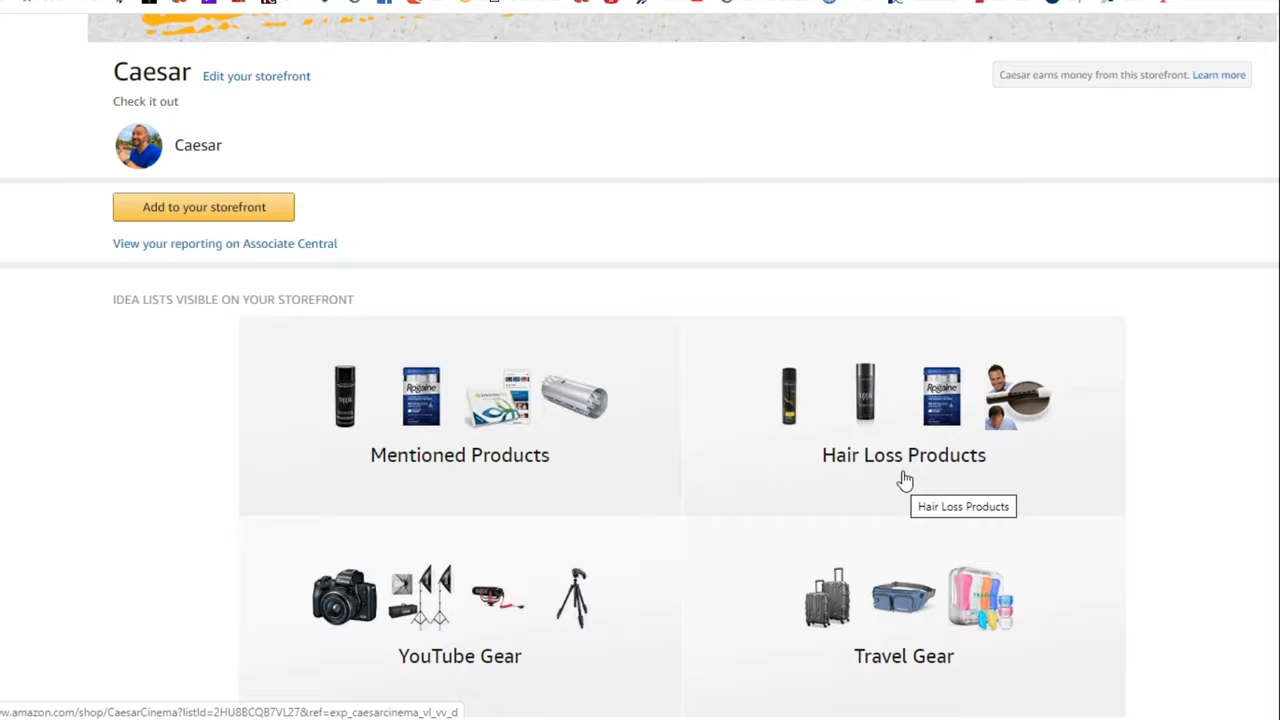 Caesar Edit your storefront
Caesar earns money from this storefront. Learn more
Check it out
Caesar
Add to your storefront
View your reporting on Associate Central
IDEA LISTS VISIBLE ON YOUR STOREFRONT
ROgaine
ROgaine
Mentioned Products
Hair Loss Products
Hair Loss Products
YouTube Gear
Travel Gear
w.amazon.com/shop/CaesarCinema?listId=2HU8BCQB7VL27&ref=exp_caesarcinema_vl_vv_d